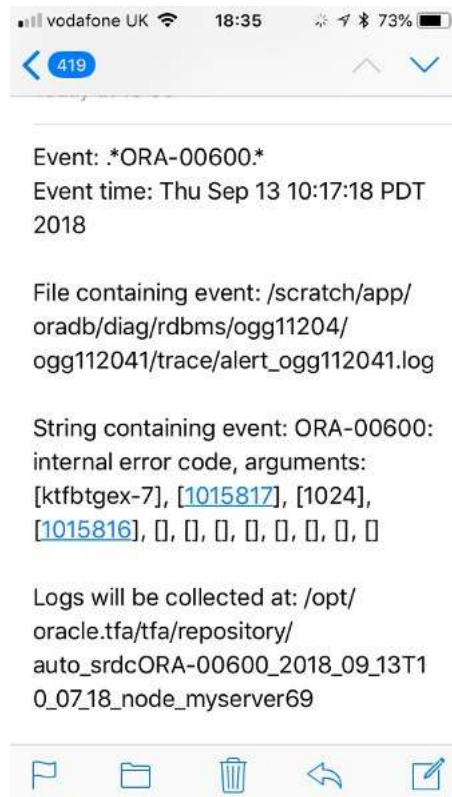 vodafone UK 18:35 73%
419
Event: .*ORA-00600.*
Event time: Thu Sep 13 10:17:18 PDT
2018
File containing event: /scratch/app/
oradb/diag/rdbms/ogg11204/
ogg112041/trace/alert_ogg112041.log
String containing event: ORA-00600:
internal error code, arguments:
[ktfbtgex-7], [1015817], [1024],
[1015816], [], [], [], [], [], [], [], []
Logs will be collected at: /opt/
oracle.tfa/tfa/repository/
auto_srdcORA-00600_2018_09_13T1
0_07_18_node_myserver69